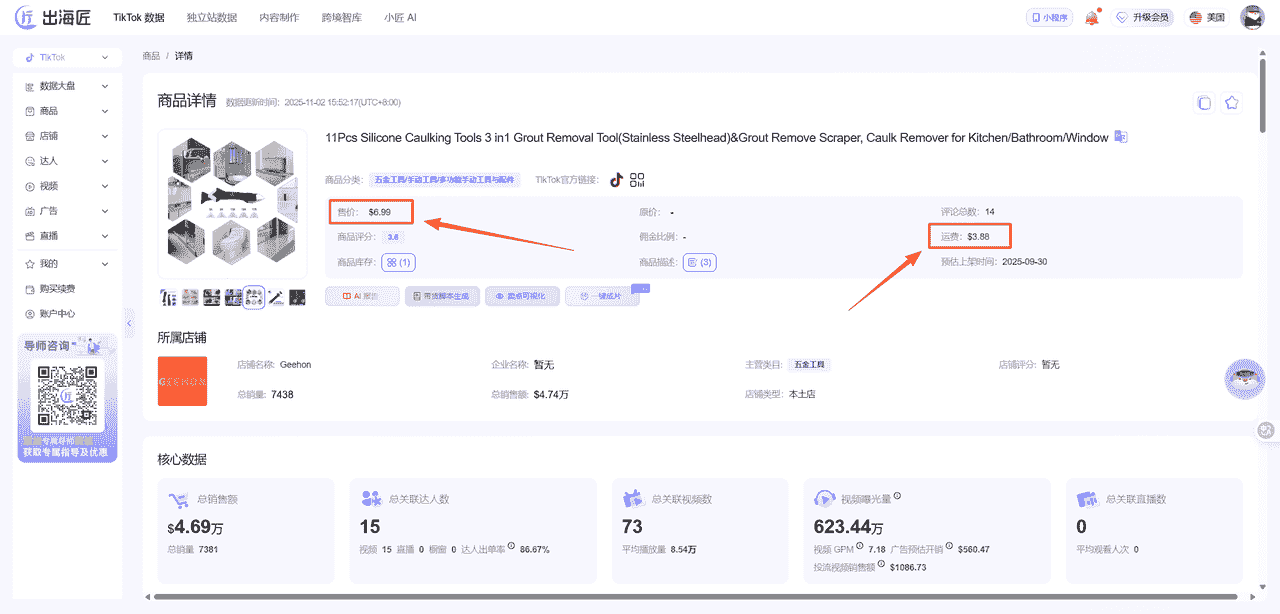 出海匠
TikTok 数据
独立站数据
内容制作
跨境智库
小匠 AI
小程序
升级会员
美国
TikTok
数据大盘
商品
店铺
达人
视频
广告
直播
我的
购买续费
账户中心
导师咨询
获取专属指导及优惠
商品 / 详情
商品详情 数据更新时间: 2025-11-02 15:52:17(UTC+8:00)
11Pcs Silicone Caulking Tools 3 in1 Grout Removal Tool(Stainless Steelhead)&Grout Remove Scraper, Caulk Remover for Kitchen/Bathroom/Window
商品分类: 五金工具/手动工具/多功能手动工具与配件 TikTok官方链接:
售价: $6.99 原价: - 评论总数: 14
商品评分: 3.6 佣金比例: - 运费: $3.88
商品库存: (1) 商品描述: (3) 预估上架时间: 2025-09-30
AI 报告 带货脚本生成 卖点可视化 一键成片
所属店铺
GEEHON
店铺名称: Geehon 企业名称: 暂无 主营类目: 五金工具 店铺评分: 暂无
总销量: 7438 总销售额: $4.74万 店铺类型: 本土店
核心数据
总销售额
$4.69万
总销量 7381
总关联达人数
15
视频 15 直播 0 橱窗 0 达人出单率 86.67%
总关联视频数
73
平均播放量 8.54万
视频曝光量
623.44万
视频 GPM 7.18 广告预估开销 $560.47
投流视频销售额 $1086.73
总关联直播数
0
平均观看人次 0